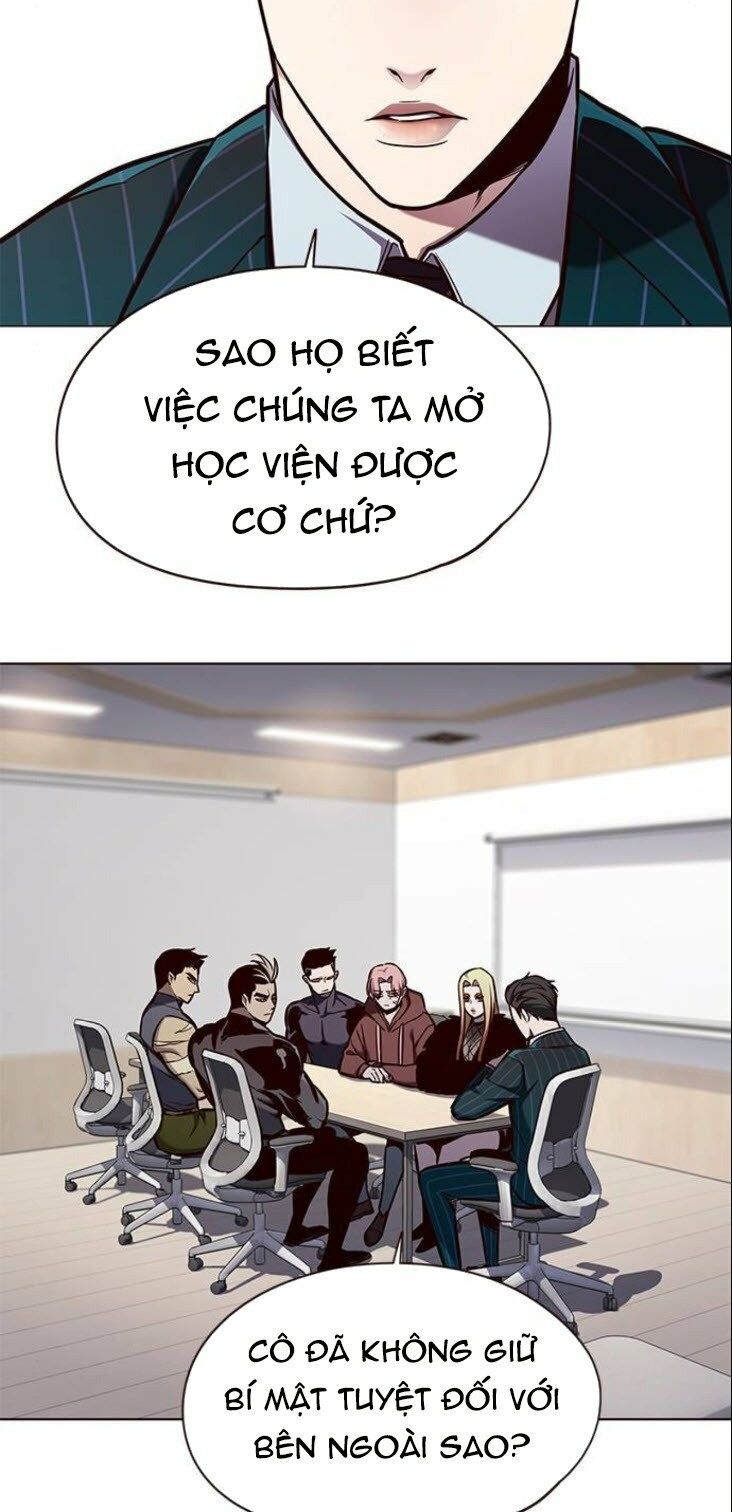 SAO HỌ BIẾT
VIỆC CHÚNG TA MỞ
HỌC VIỆN ĐƯỢC
CƠ CHỨ?
CÔ ĐÃ KHÔNG GIỮ
BÍ MẬT TUYỆT ĐỐI VỚI
BÊN NGOÀI SAO?